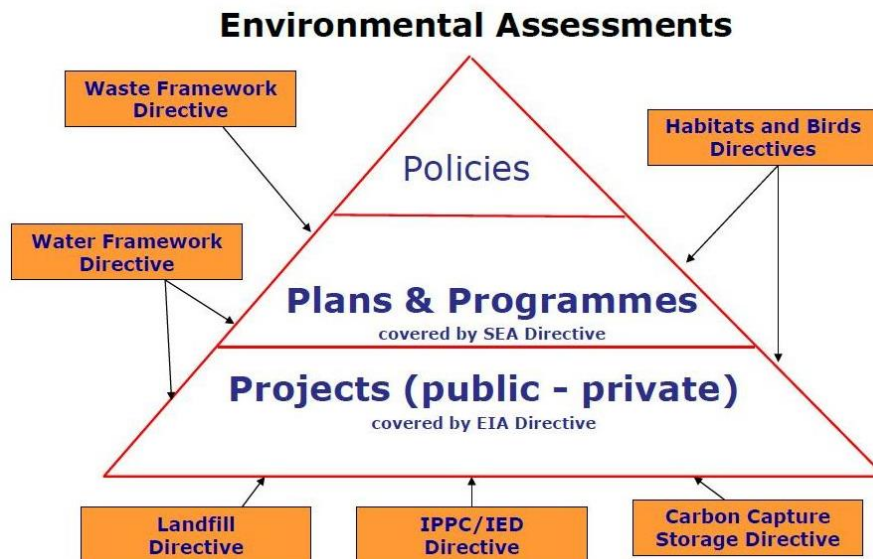 Environmental Assessments
Waste Framework
Directive
Habitats and Birds
Directives
Policies
Water Framework
Directive
Plans & Programmes
covered by SEA Directive
Projects (public - private)
covered by EIA Directive
Landfill
Directive
IPPC/IED
Directive
Carbon Capture
Storage Directive